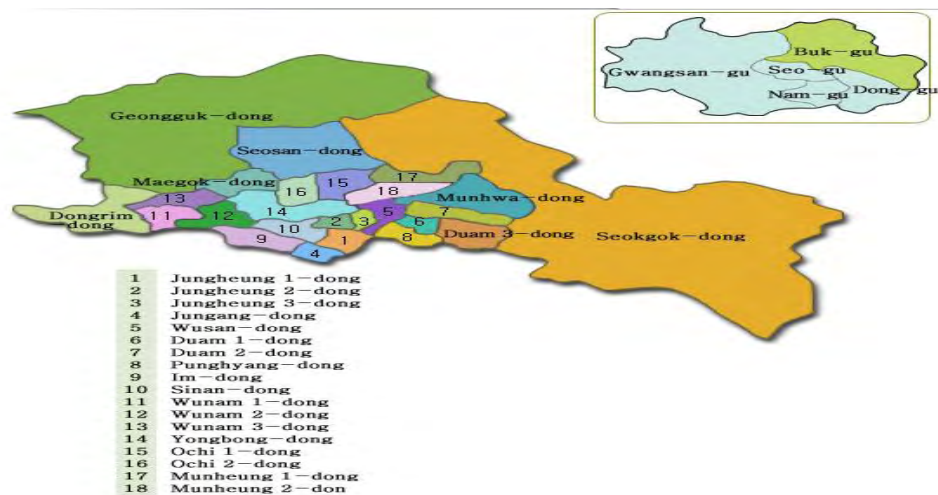 Buk-gu
Gwangsan-gu
Seo-gu
Nam-gu
Dong gu
Geongguk-dong
Seosan-dong
Maegok-dong
Munhwa-dong
Dongrim
dong
Duam 3-dong
Seokgok-dong
17
15
16
18
13
11
12
14
5
7
2
3
6
10
9
1
8
4
1 Jungheung 1-dong
2 Jungheung 2-dong
3 Jungheung 3-dong
4 Jungang-dong
5 Wusan-dong
6 Duam 1-dong
7 Duam 2-dong
8 Punghyang-dong
9 Im-dong
10 Sinan-dong
11 Wunam 1-dong
12 Wunam 2-dong
13 Wunam 3-dong
14 Yongbong-dong
15 Ochi 1-dong
16 Ochi 2-dong
17 Munheung 1-dong
18 Munheung 2-don